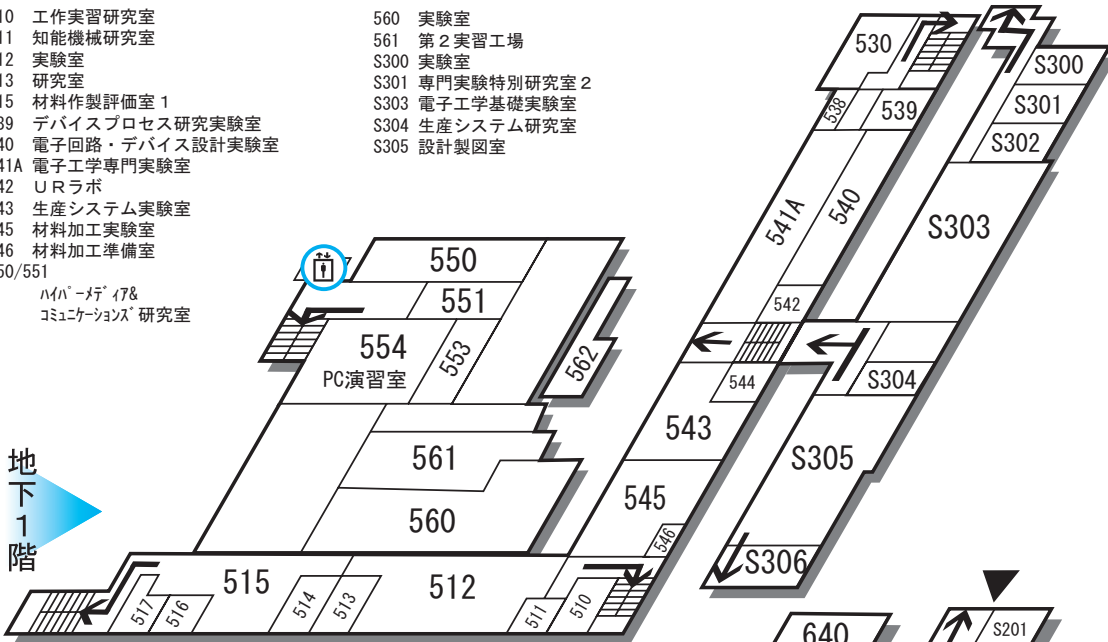 10 工作実習研究室
11 知能機械研究室
12 実験室
13 研究室
15 材料作製評価室１
39 デバイスプロセス研究実験室
40 電子回路・デバイス設計実験室
41A 電子工学専門実験室
42 ＵＲラボ
43 生産システム実験室
45 材料加工実験室
46 材料加工準備室
50/551
ﾊｲﾊﾟｰﾒﾃﾞｨｱ&
ｺﾐｭﾆｹｰｼｮﾝｽﾞ研究室
560 実験室
561 第２実習工場
S300 実験室
S301 専門実験特別研究室２
S303 電子工学基礎実験室
S304 生産システム研究室
S305 設計製図室
530
S300
538
539
S301
S302
541A
540
S303
550
551
542
554
PC演習室
553
562
544
S304
543
561
S305
545
560
546
地下１階
S306
515
512
517
516
514
513
511
510
640
S201